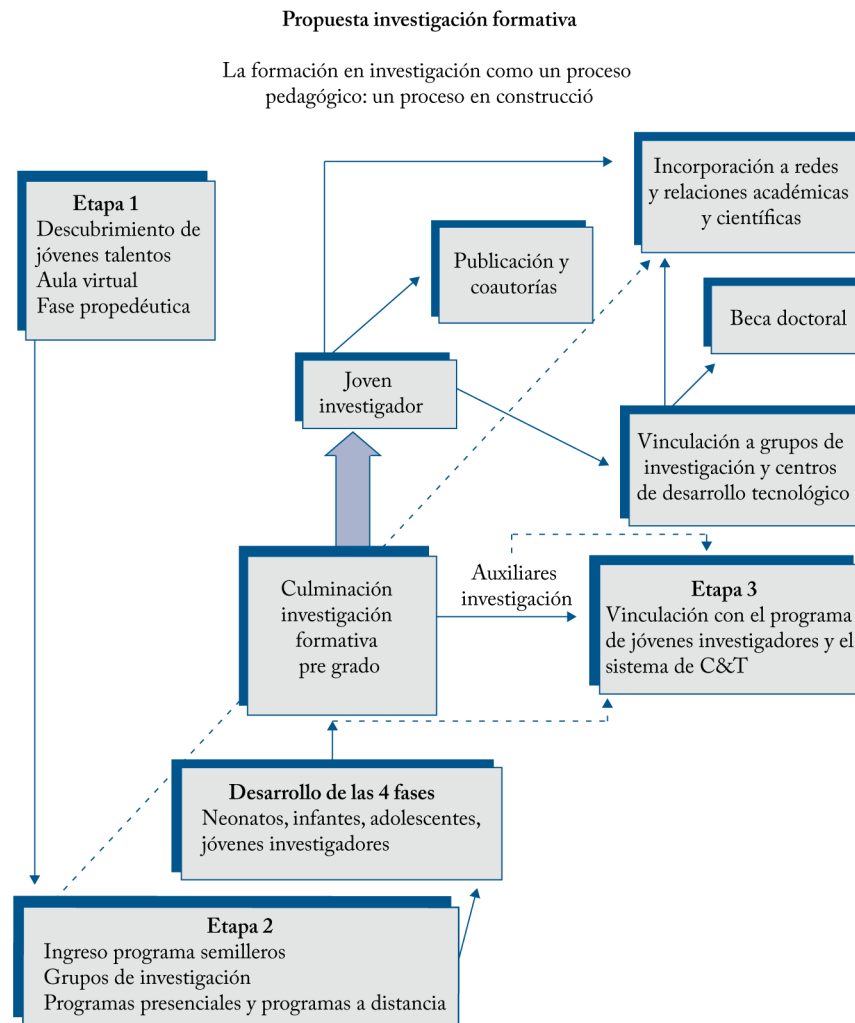 Propuesta investigación formativa
La formación en investigación como un proceso
pedagógico: un proceso en construcció
Etapa 1
Descubrimiento de
jóvenes talentos
Aula virtual
Fase propedéutica
Incorporación a redes
y relaciones académicas
y científicas
Publicación y
coautorías
Beca doctoral
Joven
investigador
Vinculación a grupos de
investigación y centros
de desarrollo tecnológico
Culminación
investigación
formativa
pre grado
Auxiliares
investigación
Etapa 3
Vinculación con el programa
de jóvenes investigadores y el
sistema de C&T
Desarrollo de las 4 fases
Neonatos, infantes, adolescentes,
jóvenes investigadores
Etapa 2
Ingreso programa semilleros
Grupos de investigación
Programas presenciales y programas a distancia